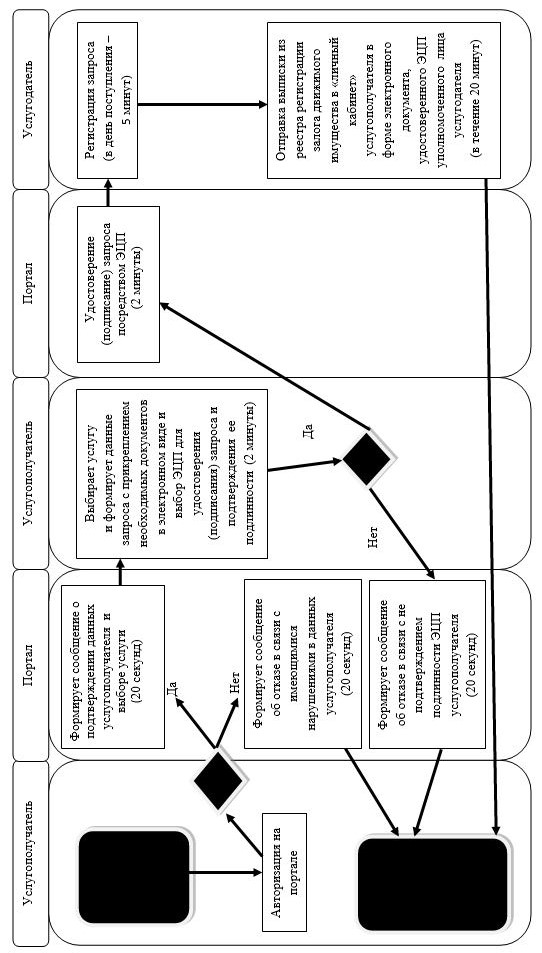 Услугополучатель
Портал
Услугополучатель
Портал
Услугодатель
Авторизация на
портале
Да
Нет
Формирует сообщение о
подтверждении данных
услугополучателя и
выборе услуги
(20 секунд)
Формирует сообщение
об отказе в связи с
имеющимися
нарушениями в данных
услугополучателя
(20 секунд)
Формирует сообщение
об отказе в связи с не
подтверждением
подлинности ЭЦП
услугополучателя
(20 секунд)
Выбирает услугу
и формирует данные
запроса с прикреплением
необходимых документов
в электронном виде и
выбор ЭЦП для
удостоверения
(подписания) запроса и
подтверждения ее
подлинности (2 минуты)
Да
Нет
Удостоверение
(подписание) запроса
посредством ЭЦП
(2 минуты)
Регистрация запроса
(в день поступления –
5 минут)
Отправка выписки из
реестра регистрации
залога движимого
имущества в «личный
кабинет»
услугополучателя в
форме электронного
документа,
удостоверенного ЭЦП
уполномоченного лица
услугодателя
(в течение 20 минут)